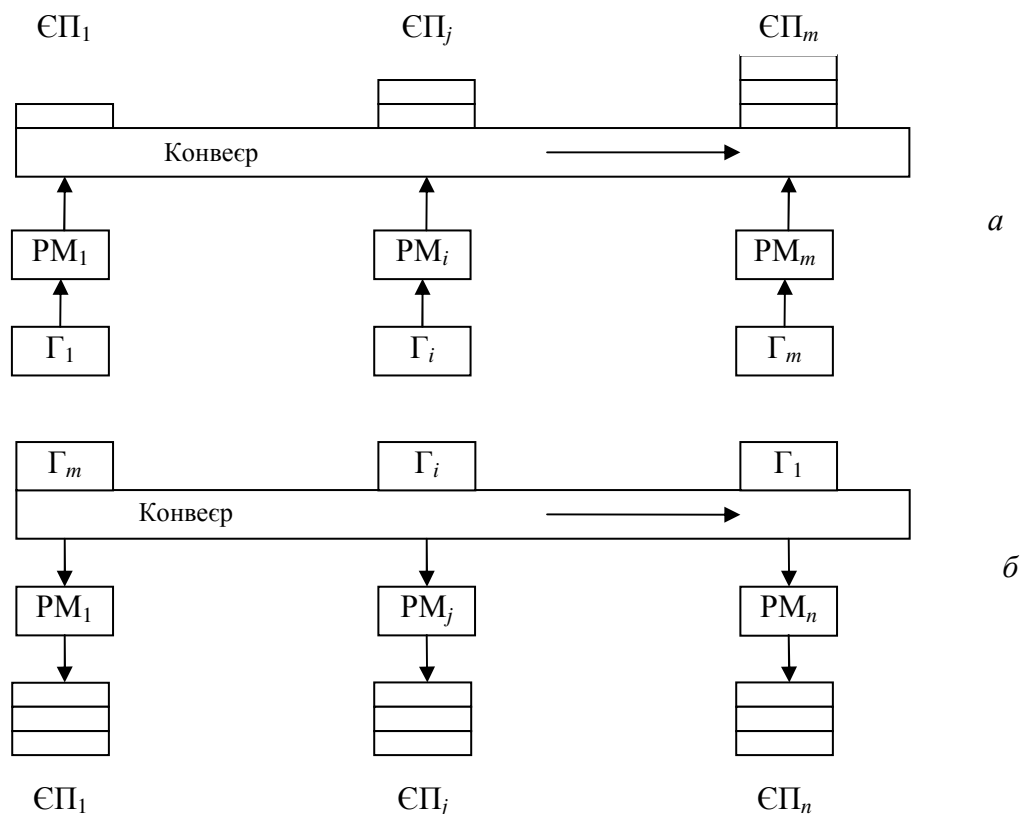 ЄП₁ ЄПⱼ ЄПₘ
Конвеєр
а
РМ₁ РМᵢ РМₘ
Г₁ Гᵢ Гₘ
Гₘ Гᵢ Г₁
Конвеєр
б
РМ₁ РМⱼ РМₙ
ЄП₁ ЄПⱼ ЄПₙ